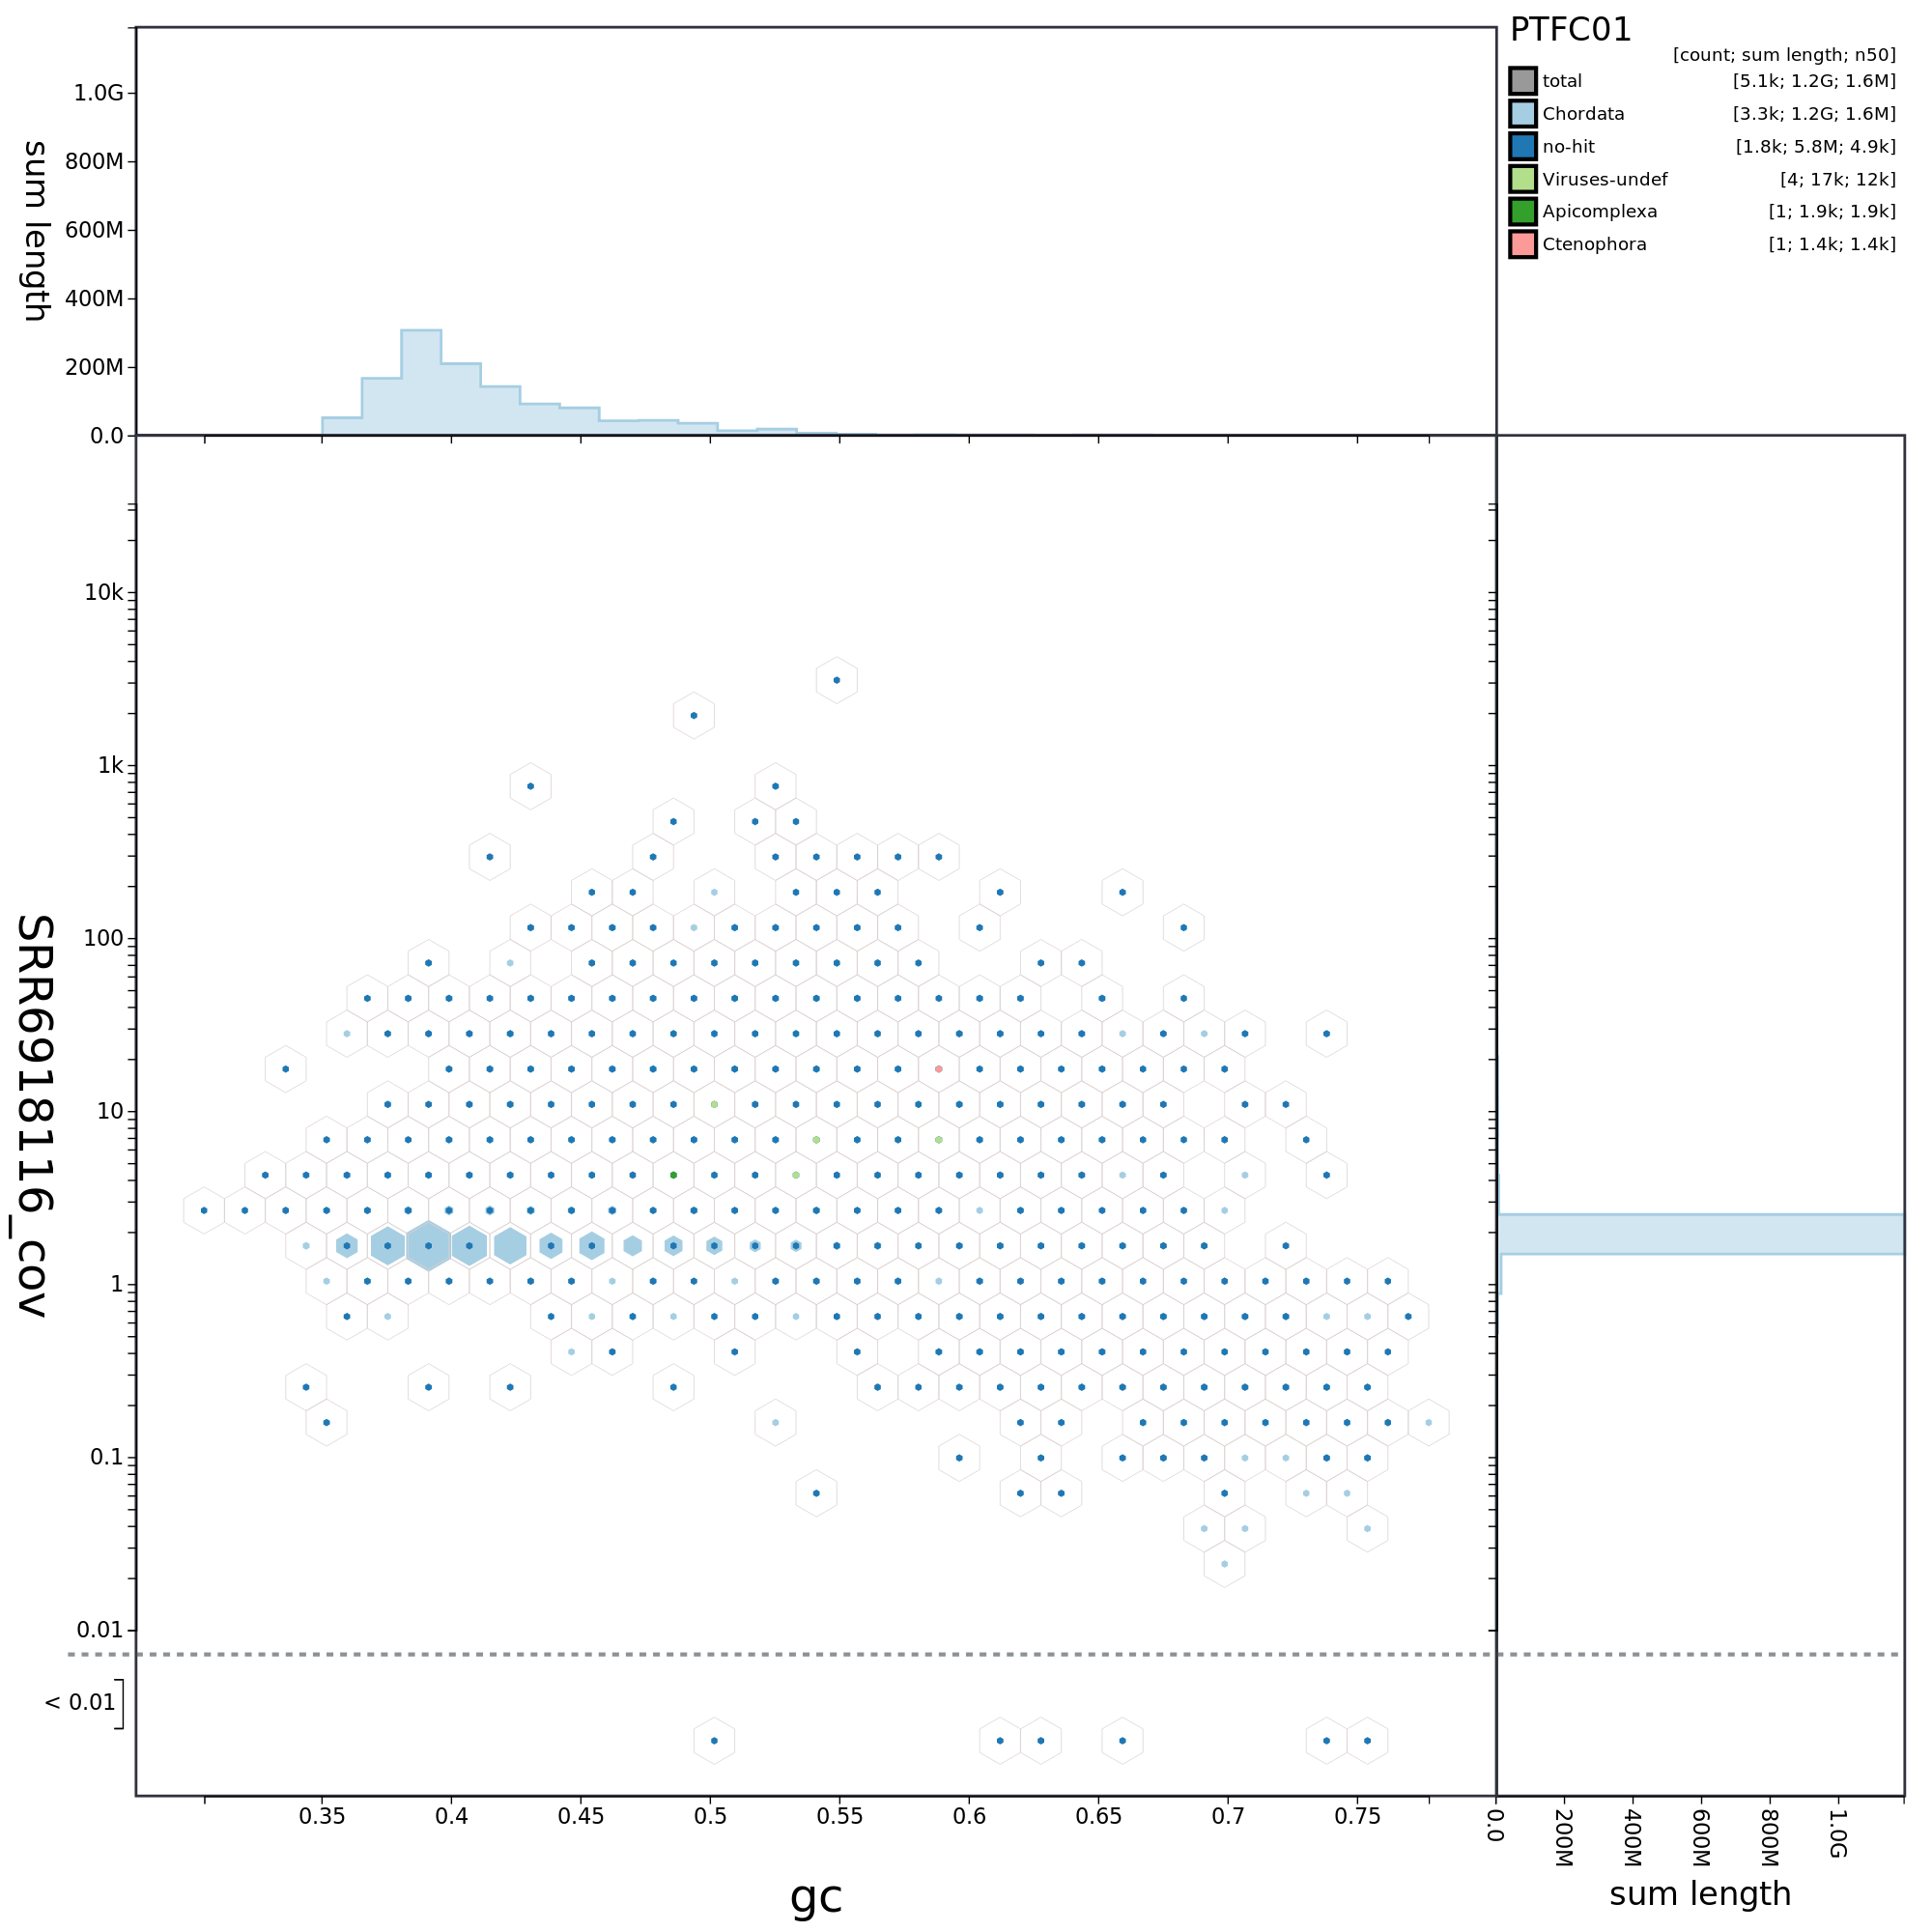 PTFC01
[count; sum length; n50]
total [5.1k; 1.2G; 1.6M]
Chordata [3.3k; 1.2G; 1.6M]
no-hit [1.8k; 5.8M; 4.9k]
Viruses-undef [4; 17k; 12k]
Apicomplexa [1; 1.9k; 1.9k]
Ctenophora [1; 1.4k; 1.4k]
sum length
1.0G
800M
600M
400M
200M
0.0
SRR6918116_cov
10k
1k
100
10
1
0.1
0.01
< 0.01
0.35 0.4 0.45 0.5 0.55 0.6 0.65 0.7 0.75
gc
0.0 200M 400M 600M 800M 1.0G
sum length